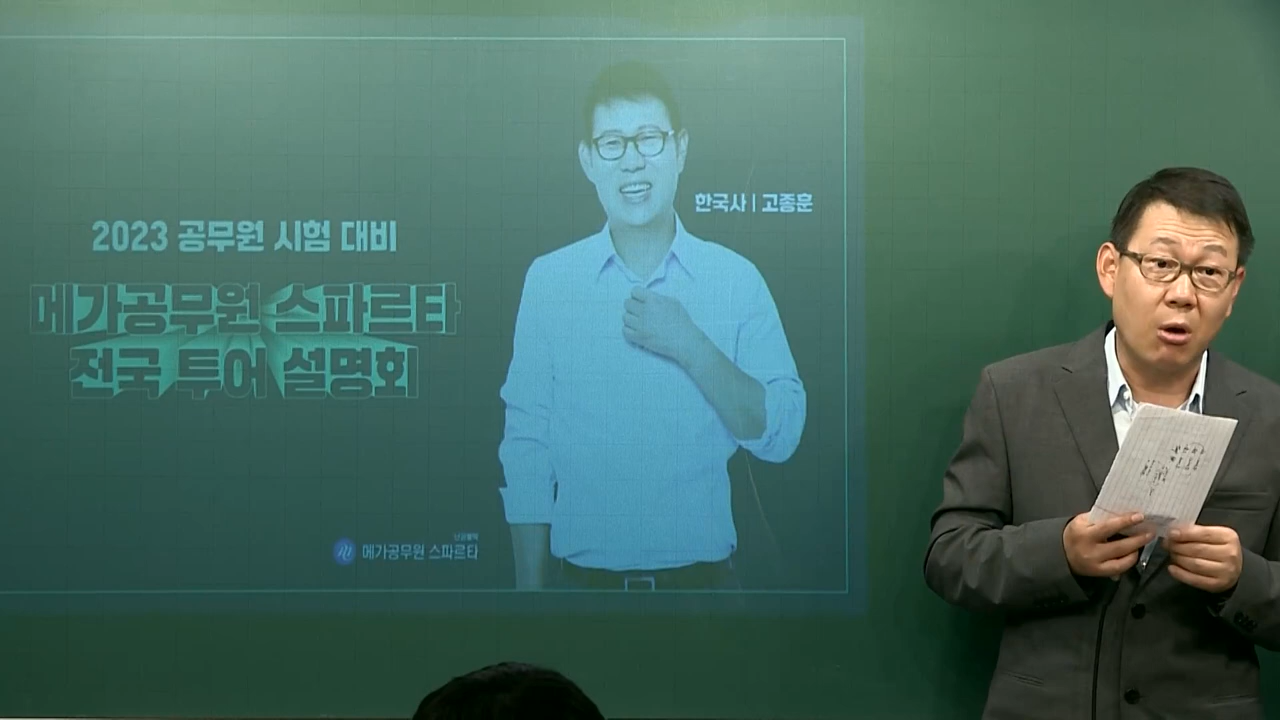 2023 공무원 시험 대비
메가공무원 스파르타
전국 투어 설명회
한국사 | 고종훈
메가공무원 스파르타